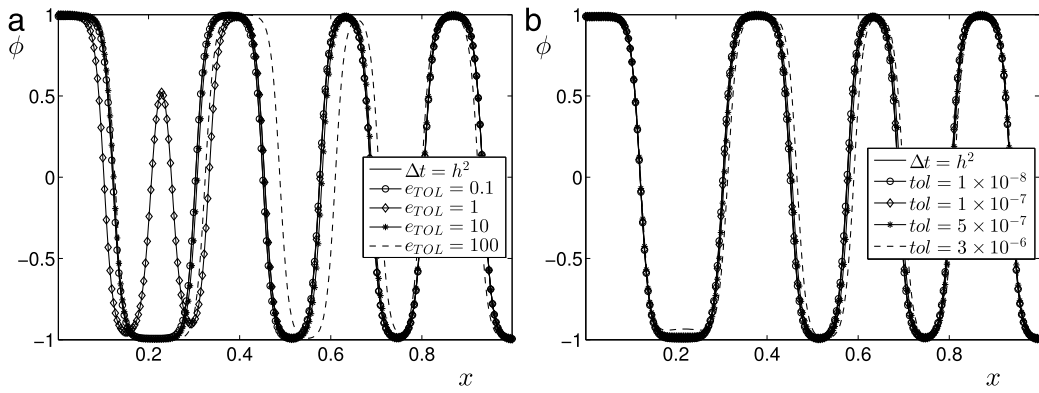 a
ϕ
1
0.5
0
−0.5
−1
0.2
0.4
0.6
0.8
x
Δt = h²
e_TOL = 0.1
e_TOL = 1
e_TOL = 10
e_TOL = 100
b
ϕ
1
0.5
0
−0.5
−1
0.2
0.4
0.6
0.8
x
Δt = h²
tol = 1 × 10⁻⁸
tol = 1 × 10⁻⁷
tol = 5 × 10⁻⁷
tol = 3 × 10⁻⁶